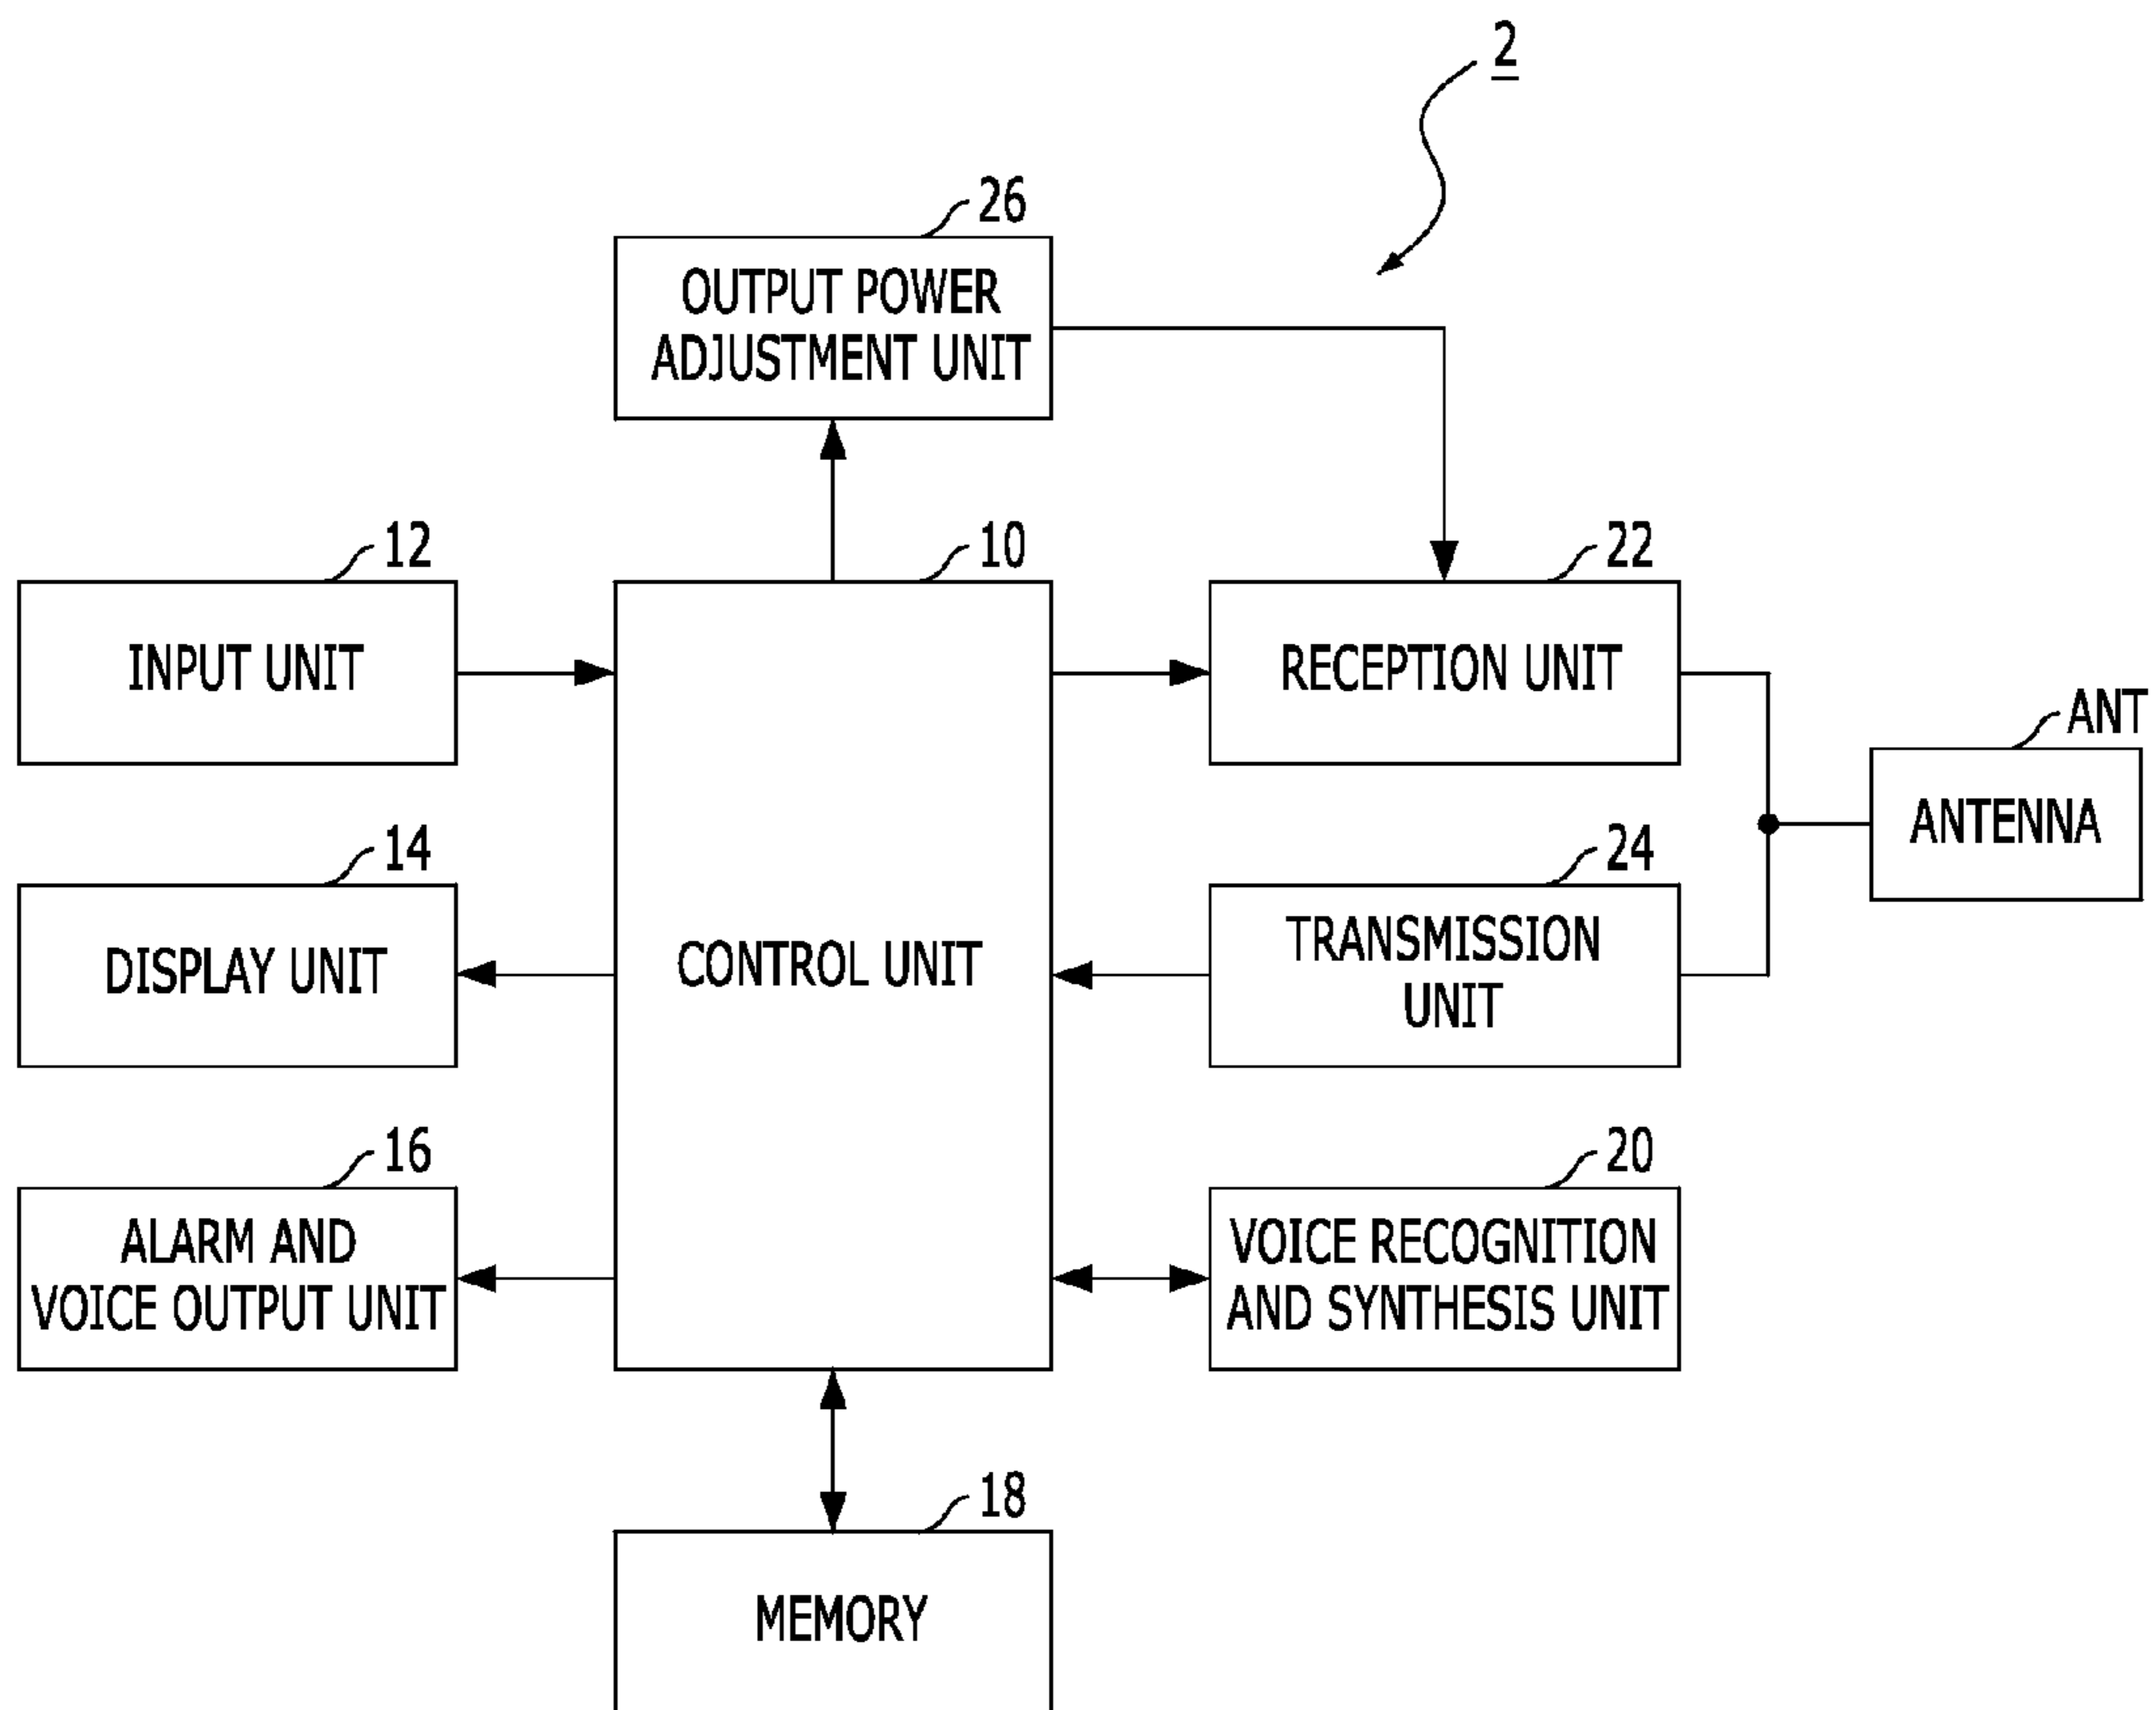 2
26
OUTPUT POWER
ADJUSTMENT UNIT
12
INPUT UNIT
10
CONTROL UNIT
22
RECEPTION UNIT
ANT
ANTENNA
14
DISPLAY UNIT
24
TRANSMISSION
UNIT
16
ALARM AND
VOICE OUTPUT UNIT
20
VOICE RECOGNITION
AND SYNTHESIS UNIT
18
MEMORY